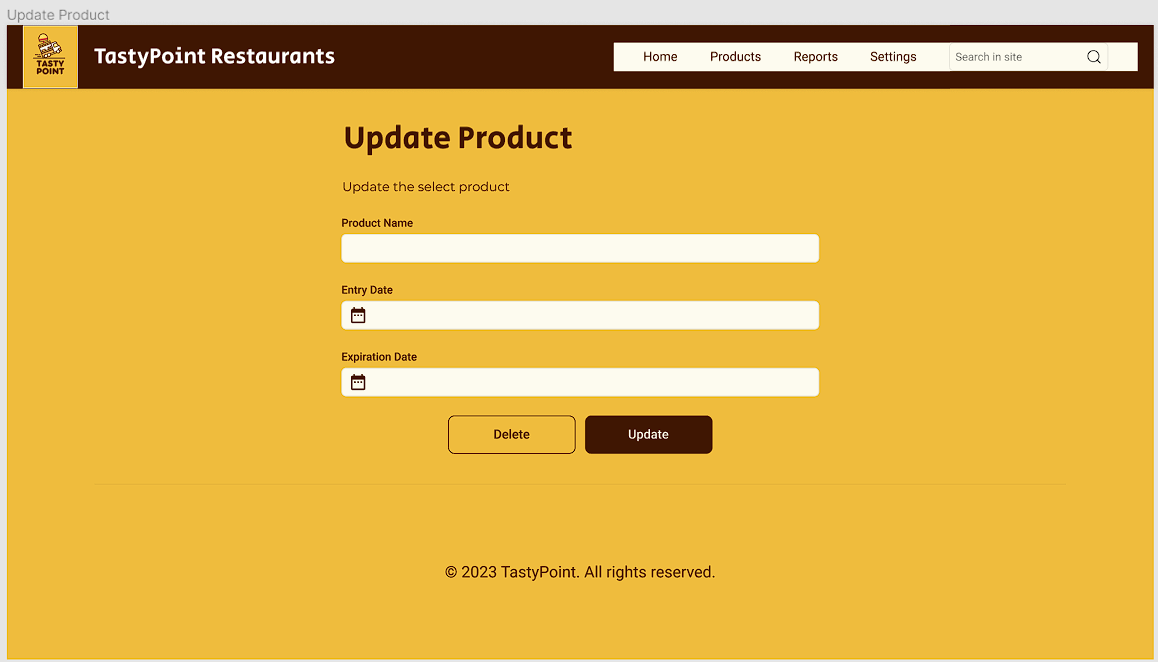 Update Product
TASTY
POINT
TastyPoint Restaurants
Home Products Reports Settings Search in site
Update Product
Update the select product
Product Name
Entry Date
Expiration Date
Delete Update
© 2023 TastyPoint. All rights reserved.